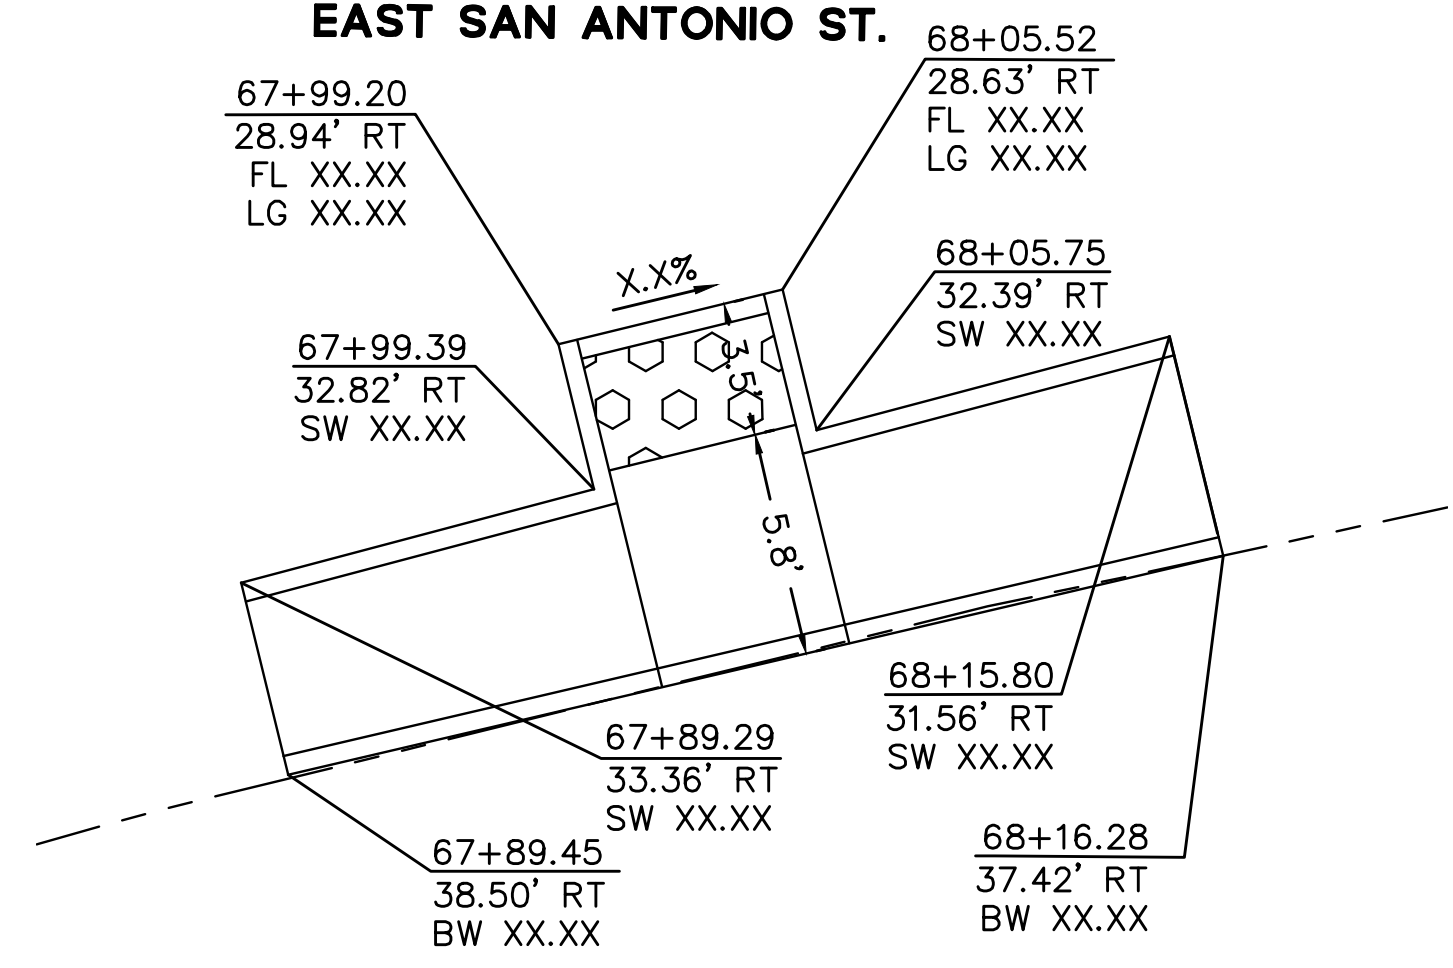 EAST SAN ANTONIO ST.
68+05.52
28.63' RT
FL XX.XX
LG XX.XX
67+99.20
28.94' RT
FL XX.XX
LG XX.XX
68+05.75
32.39' RT
SW XX.XX
X.X%
67+99.39
32.82' RT
SW XX.XX
3.5'
5.8'
68+15.80
31.56' RT
SW XX.XX
67+89.29
33.36' RT
SW XX.XX
68+16.28
37.42' RT
BW XX.XX
67+89.45
38.50' RT
BW XX.XX